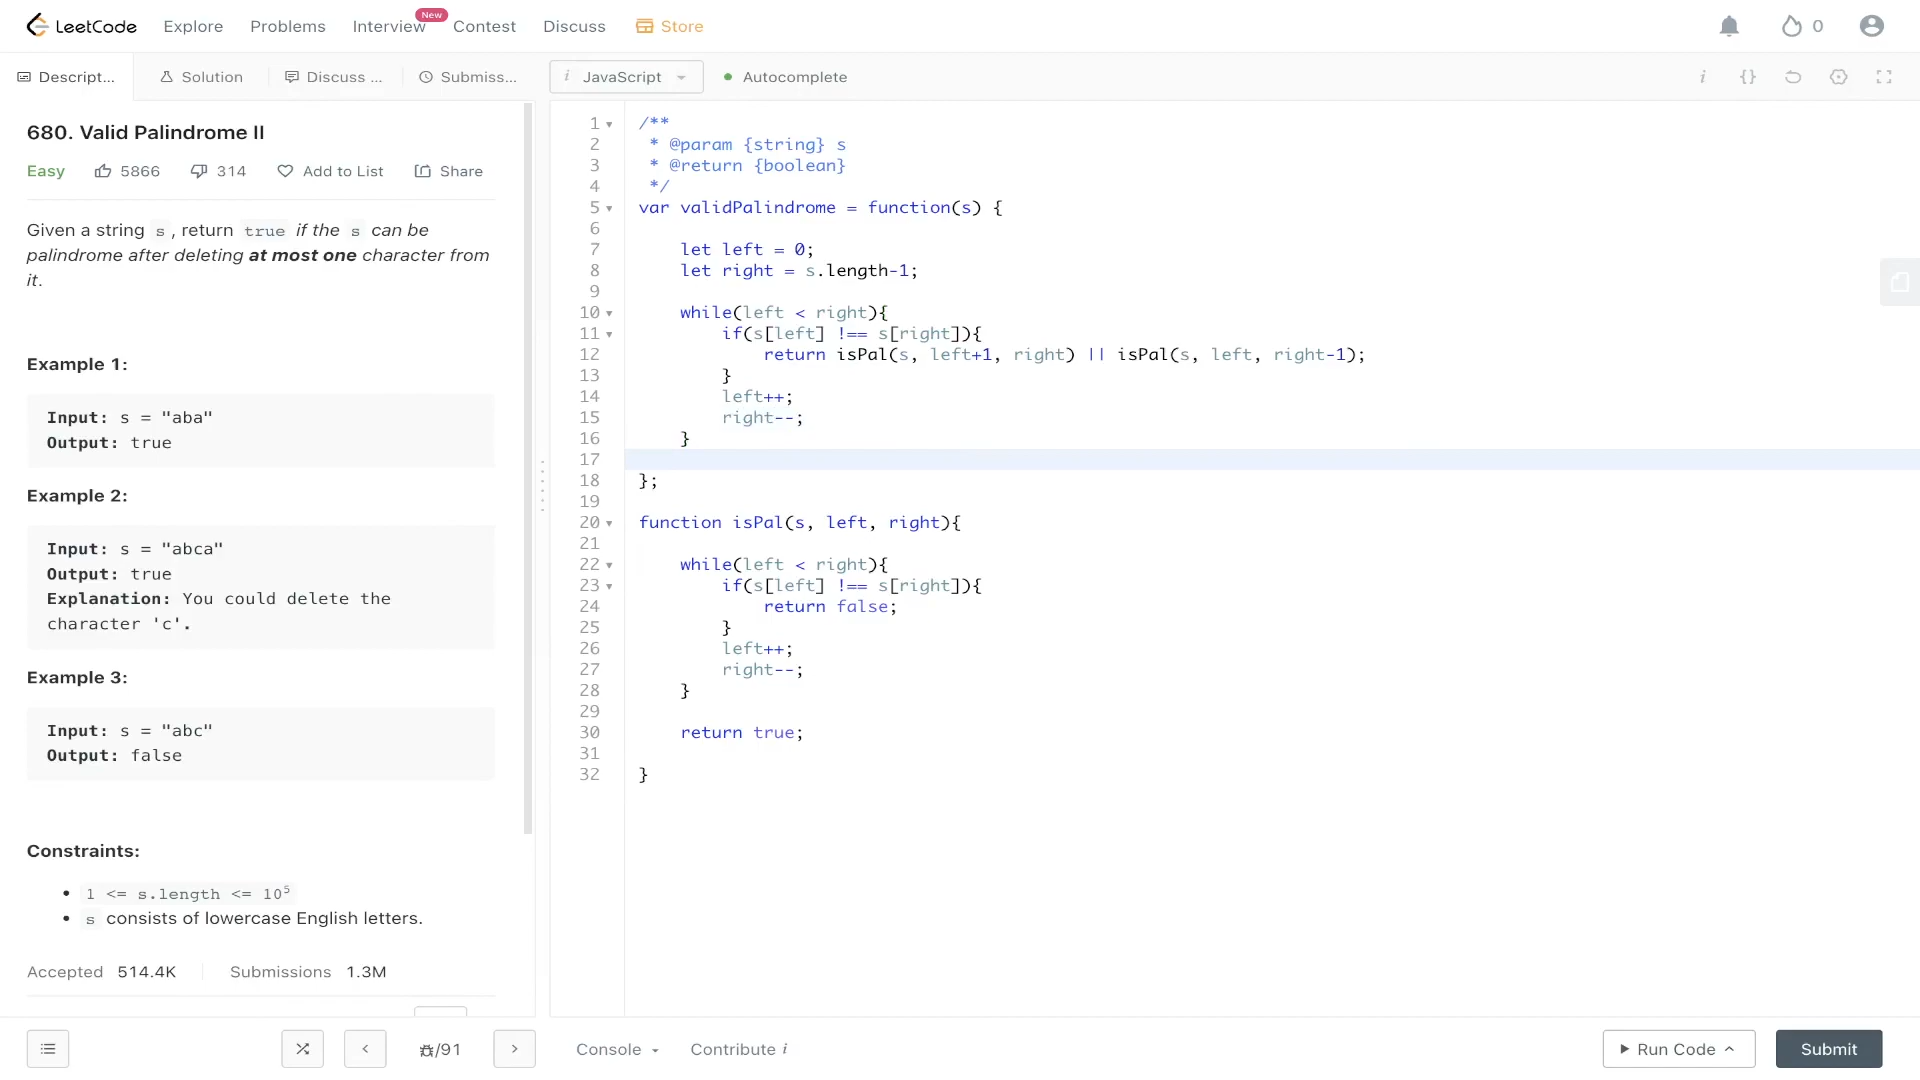 LeetCode Explore Problems Interview New Contest Discuss Store 0
Descript... Solution Discuss ... Submiss... i JavaScript Autocomplete i {}
680. Valid Palindrome II
Easy 5866 314 Add to List Share
Given a string s, return true if the s can be
palindrome after deleting at most one character from
it.
Example 1:
Input: s = "aba"
Output: true
Example 2:
Input: s = "abca"
Output: true
Explanation: You could delete the
character 'c'.
Example 3:
Input: s = "abc"
Output: false
Constraints:
• 1 <= s.length <= 10⁵
• s consists of lowercase English letters.
Accepted 514.4K Submissions 1.3M
1 /**
2  * @param {string} s
3  * @return {boolean}
4  */
5 var validPalindrome = function(s) {
6
7     let left = 0;
8     let right = s.length-1;
9
10     while(left < right){
11         if(s[left] !== s[right]){
12             return isPal(s, left+1, right) || isPal(s, left, right-1);
13         }
14         left++;
15         right--;
16     }
17
18 };
19
20 function isPal(s, left, right){
21
22     while(left < right){
23         if(s[left] !== s[right]){
24             return false;
25         }
26         left++;
27         right--;
28     }
29
30     return true;
31
32 }
< /91 > Console Contribute i Run Code Submit